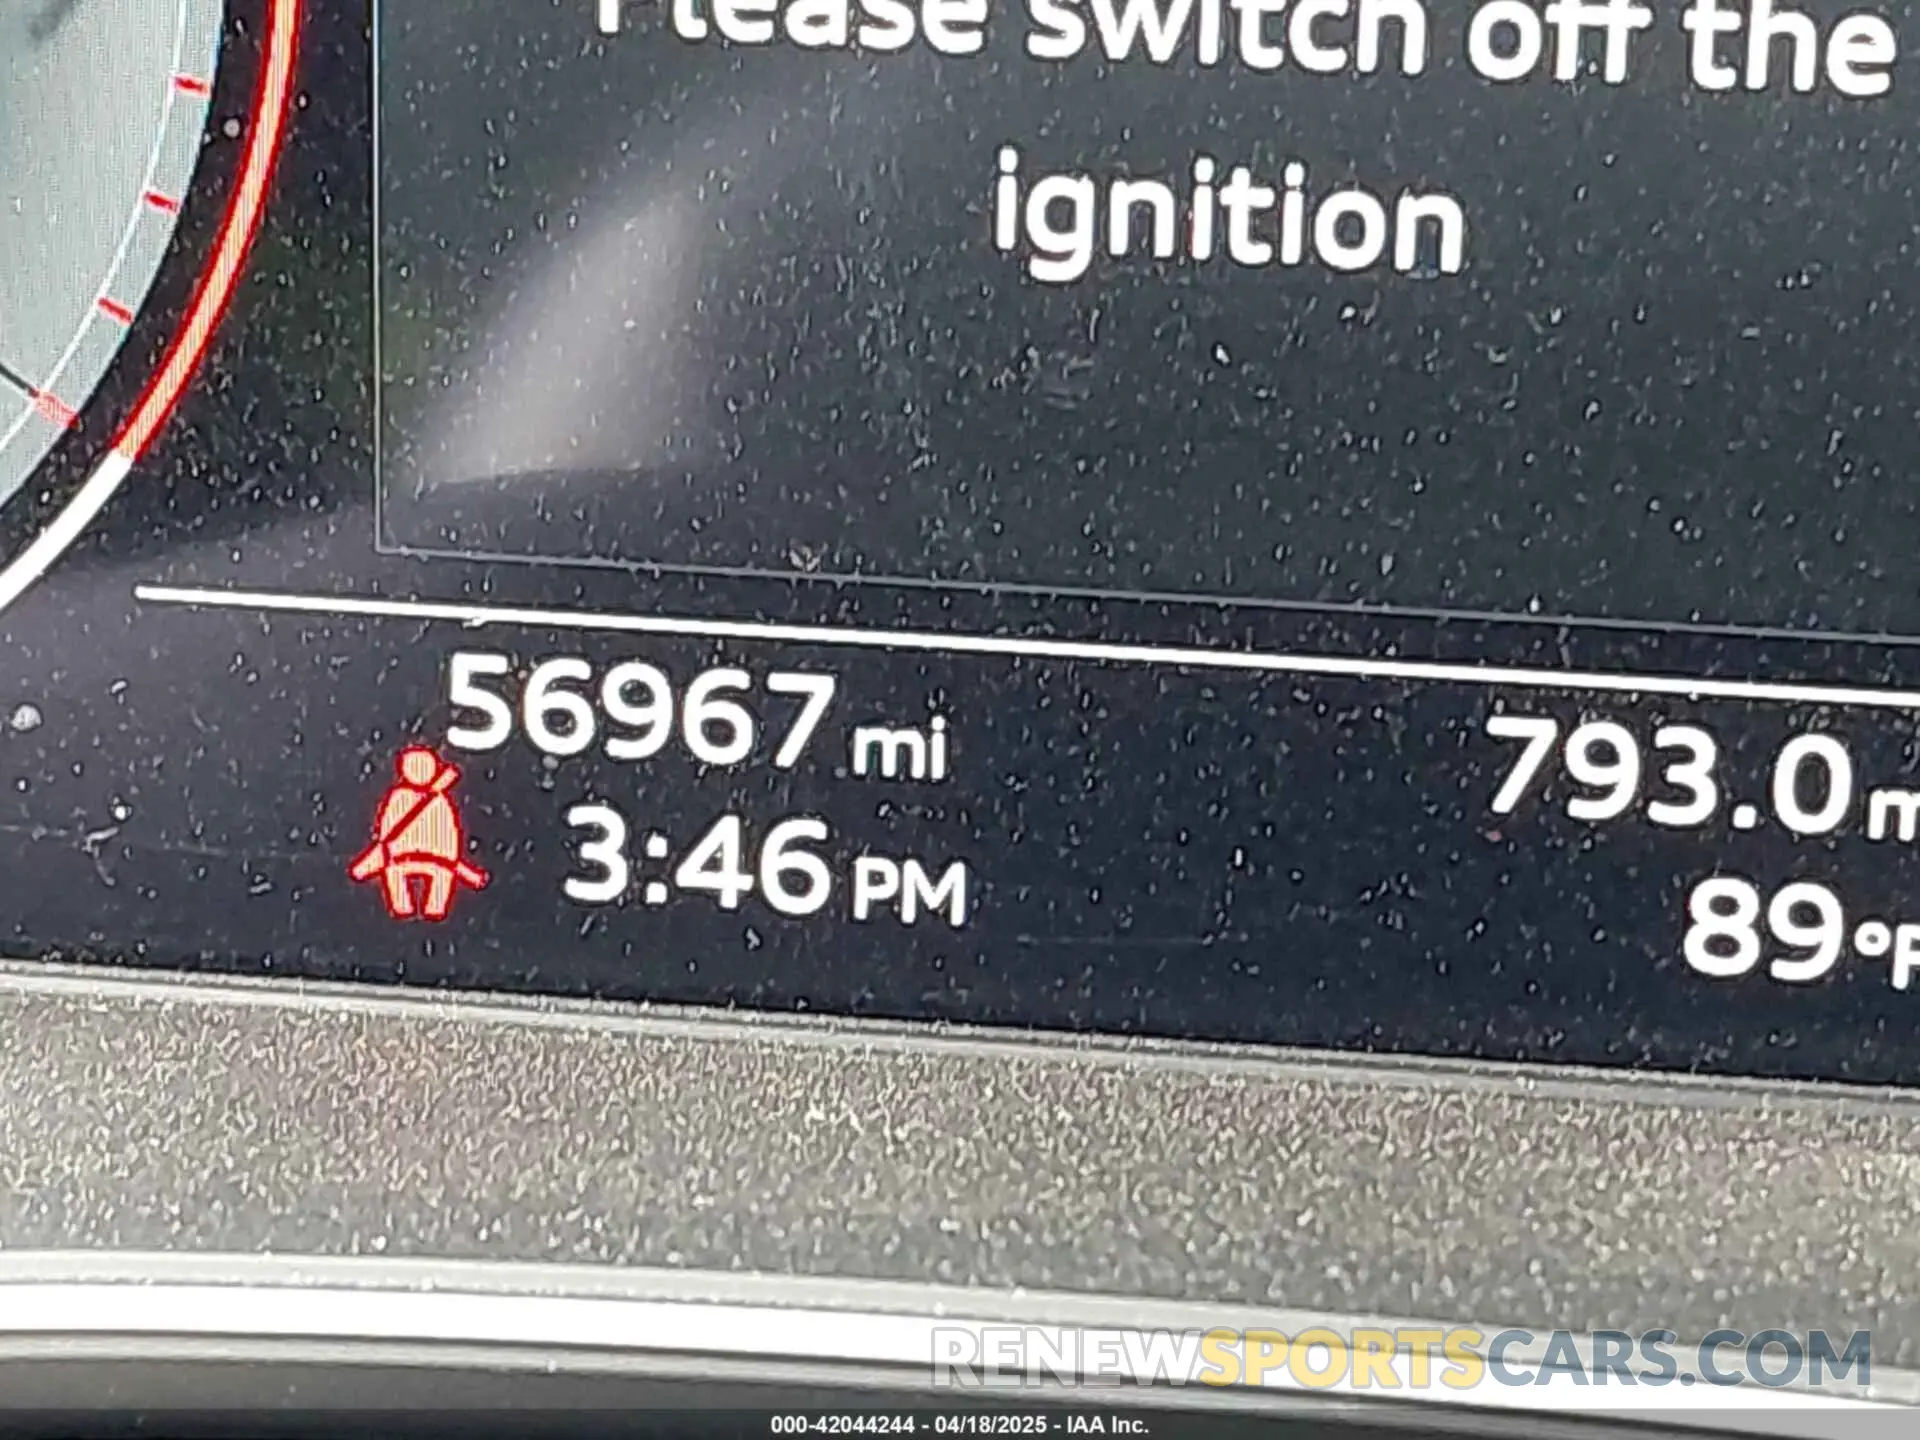 Please switch off the
ignition
56967 mi
793.0
3:46 PM
89°F
RENEWSPORTSCARS.COM
000-42044244 - 04/18/2025 - IAA Inc.